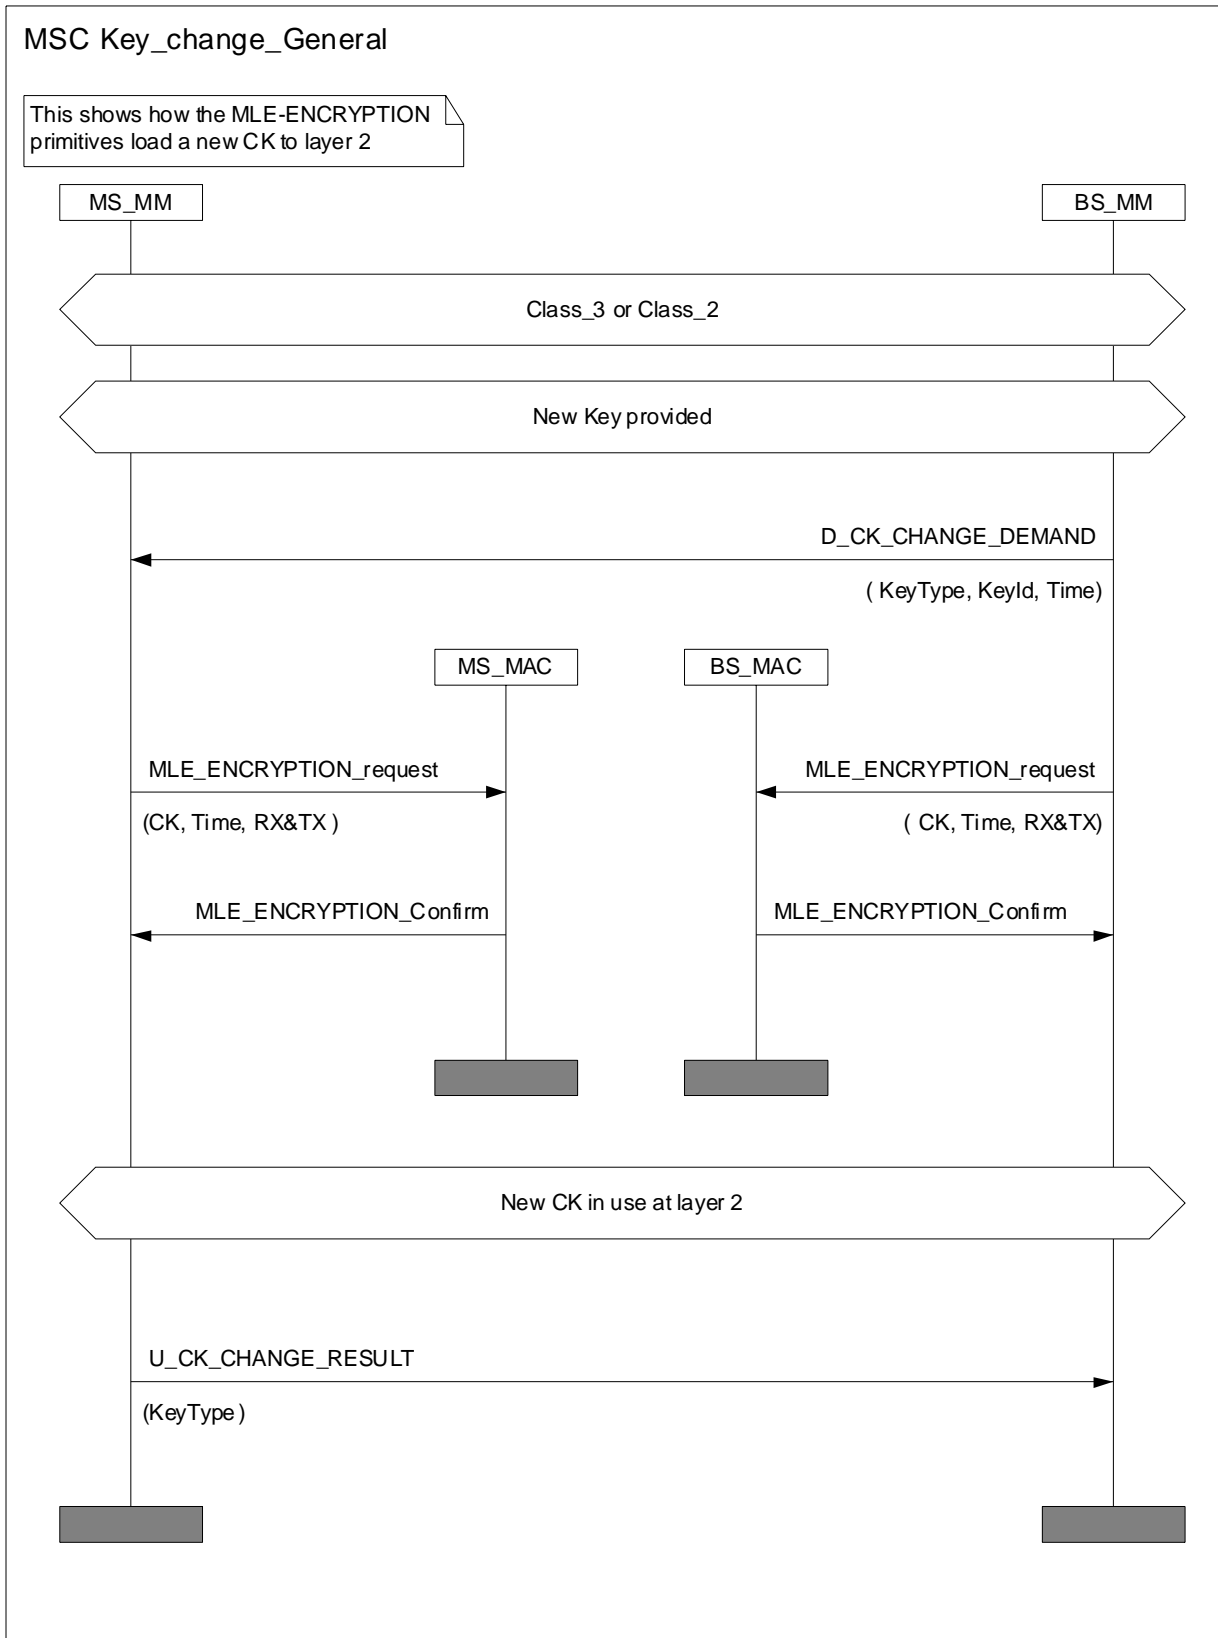 MSC Key_change_General
This shows how the MLE-ENCRYPTION
primitives load a new CK to layer 2
MS_MM
BS_MM
Class_3 or Class_2
New Key provided
D_CK_CHANGE_DEMAND
( KeyType, KeyId, Time)
MS_MAC
BS_MAC
MLE_ENCRYPTION_request
MLE_ENCRYPTION_request
(CK, Time, RX&TX )
( CK, Time, RX&TX)
MLE_ENCRYPTION_Confirm
MLE_ENCRYPTION_Confirm
New CK in use at layer 2
U_CK_CHANGE_RESULT
(KeyType )